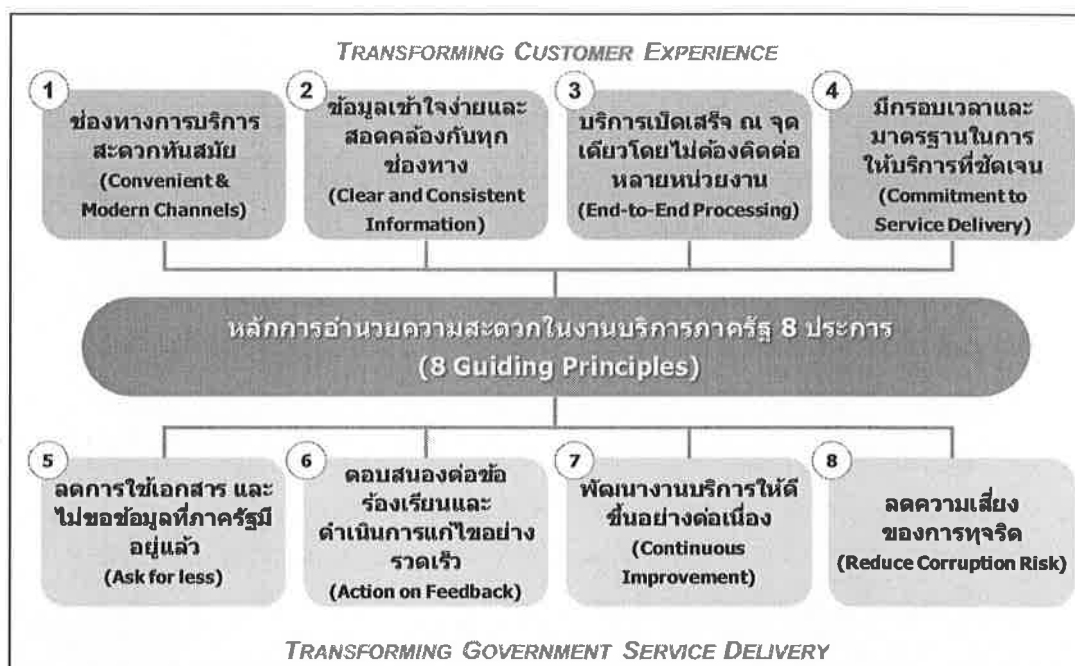 TRANSFORMING CUSTOMER EXPERIENCE
1
ช่องทางการบริการ
สะดวกทันสมัย
(Convenient &
Modern Channels)
2
ข้อมูลเข้าใจง่ายและ
สอดคล้องกันทุก
ช่องทาง
(Clear and Consistent
Information)
3
บริการเบ็ดเสร็จ ณ จุด
เดียวโดยไม่ต้องติดต่อ
หลายหน่วยงาน
(End-to-End Processing)
4
มีกรอบเวลาและ
มาตรฐานในการ
ให้บริการที่ชัดเจน
(Commitment to
Service Delivery)
หลักการอำนวยความสะดวกในงานบริการภาครัฐ 8 ประการ
(8 Guiding Principles)
5
ลดการใช้เอกสาร และ
ไม่ขอข้อมูลที่ภาครัฐมี
อยู่แล้ว
(Ask for less)
6
ตอบสนองต่อข้อ
ร้องเรียนและ
ดำเนินการแก้ไขอย่าง
รวดเร็ว
(Action on Feedback)
7
พัฒนางานบริการให้ดี
ขึ้นอย่างต่อเนื่อง
(Continuous
Improvement)
8
ลดความเสี่ยง
ของการทุจริต
(Reduce Corruption Risk)
TRANSFORMING GOVERNMENT SERVICE DELIVERY